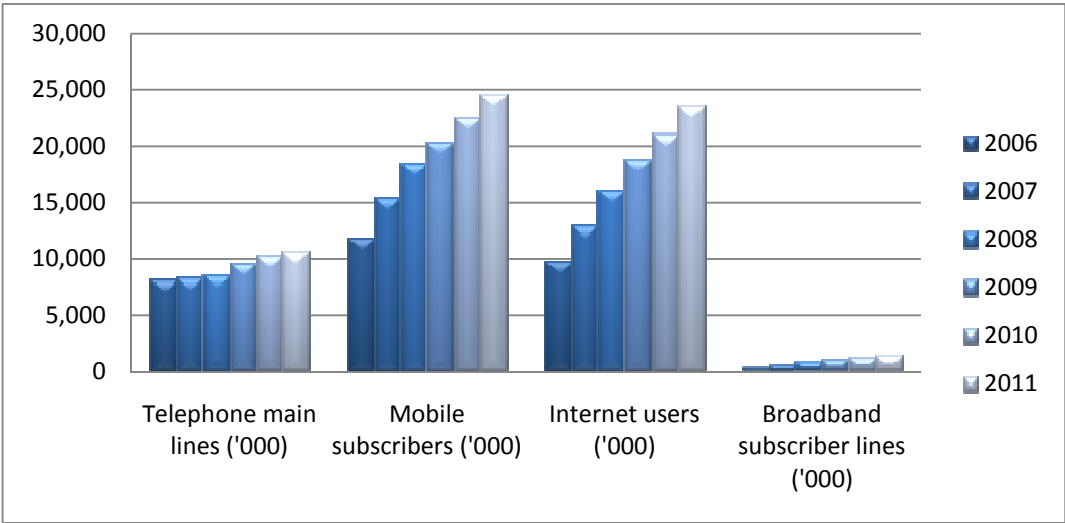 30,000
25,000
20,000
15,000
10,000
5,000
0
Telephone main
lines ('000)
Mobile
subscribers ('000)
Internet users
('000)
Broadband
subscriber lines
('000)
2006
2007
2008
2009
2010
2011